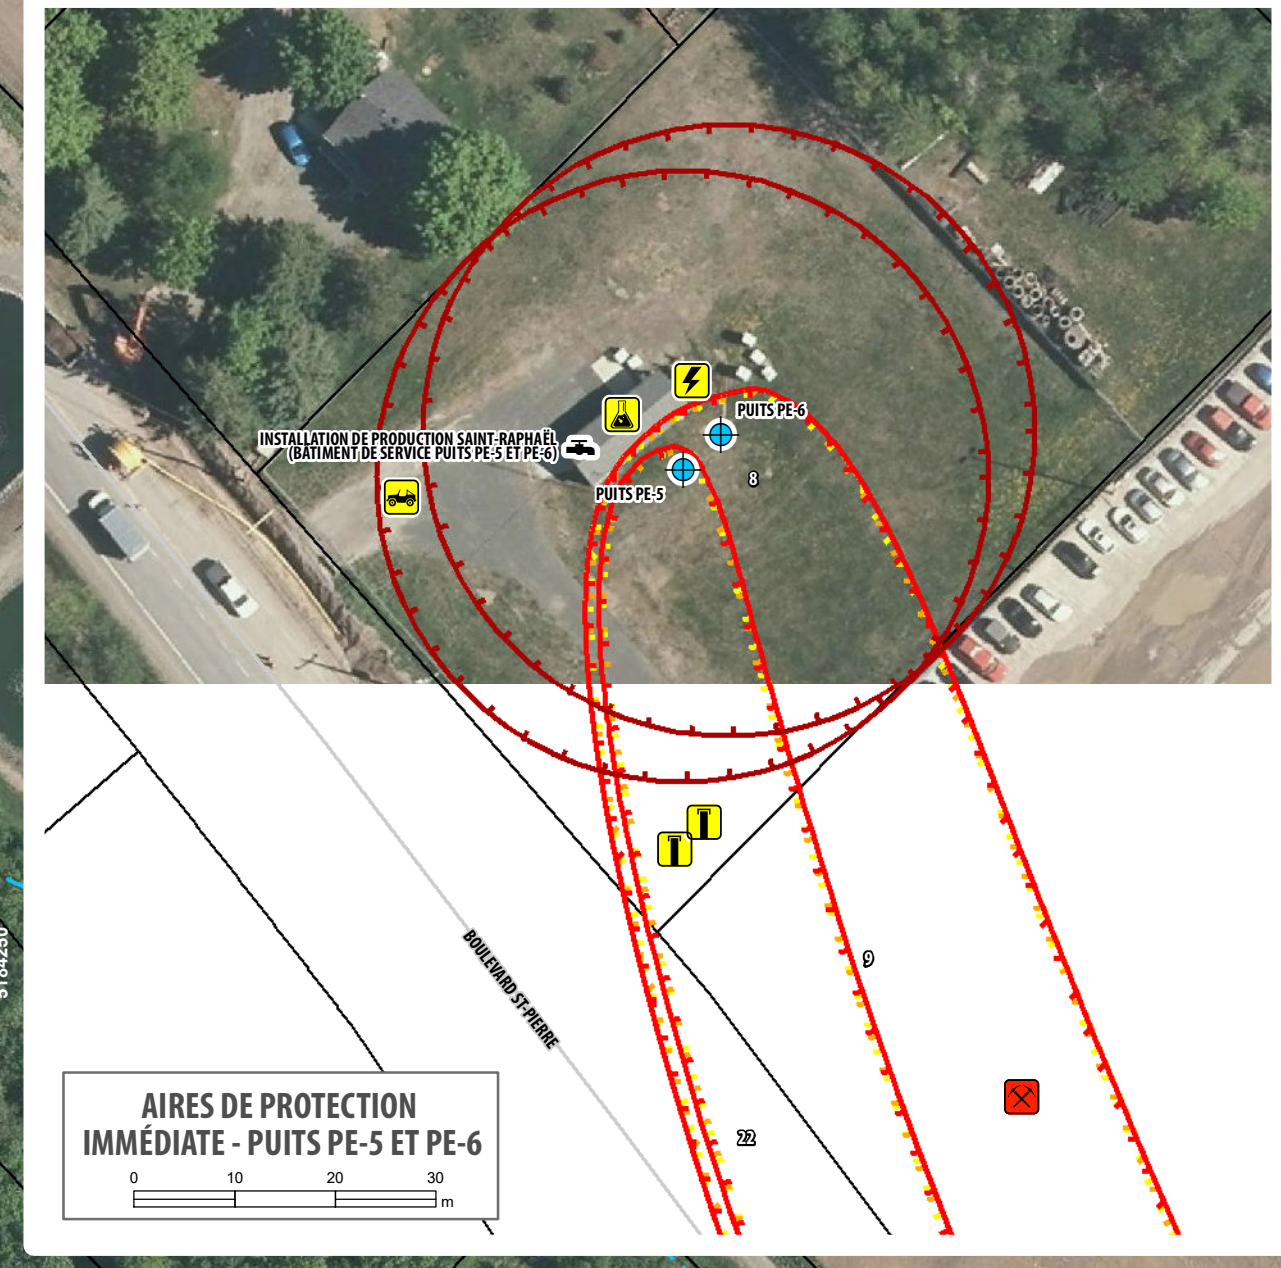 PUITS PE-6
INSTALLATION DE PRODUCTION SAINT-RAPHAËL
(BÂTIMENT DE SERVICE PUITS PE-5 ET PE-6)
PUITS PE-5
8
BOULEVARD ST-PIERRE
9
22
5184250
AIRES DE PROTECTION
IMMÉDIATE - PUITS PE-5 ET PE-6
0 10 20 30
m